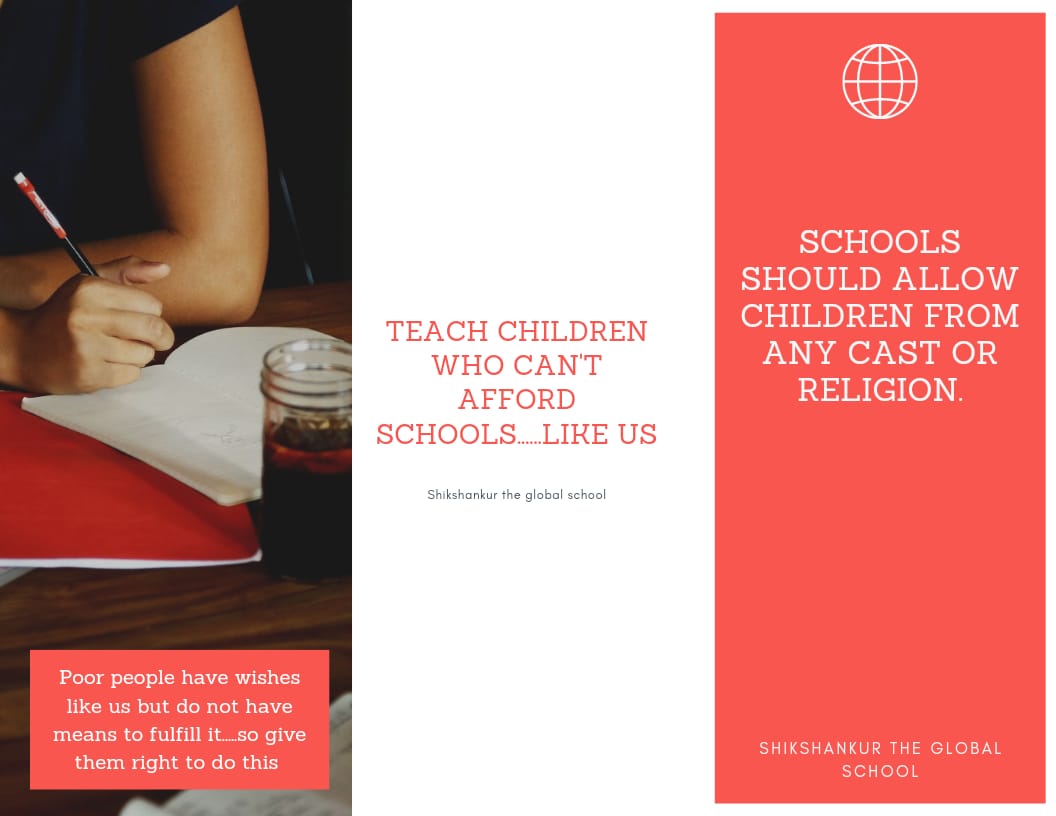 Poor people have wishes
like us but do not have
means to fulfill it.....so give
them right to do this
TEACH CHILDREN
WHO CAN'T
AFFORD
SCHOOLS......LIKE US
Shikshankur the global school
SCHOOLS
SHOULD ALLOW
CHILDREN FROM
ANY CAST OR
RELIGION.
SHIKSHANKUR THE GLOBAL
SCHOOL